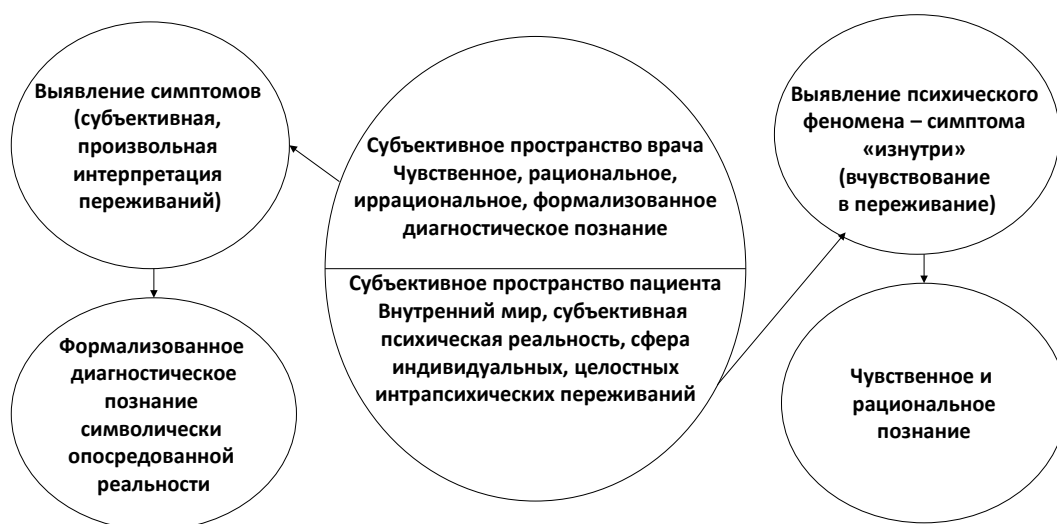 Выявление симптомов
(субъективная,
произвольная
интерпретация
переживаний)
Формализованное
диагностическое
познание
символически
опосредованной
реальности
Субъективное пространство врача
Чувственное, рациональное,
иррациональное, формализованное
диагностическое познание
Субъективное пространство пациента
Внутренний мир, субъективная
психическая реальность, сфера
индивидуальных, целостных
интрапсихических переживаний
Выявление психического
феномена – симптома
«изнутри»
(вчувствование
в переживание)
Чувственное и
рациональное
познание